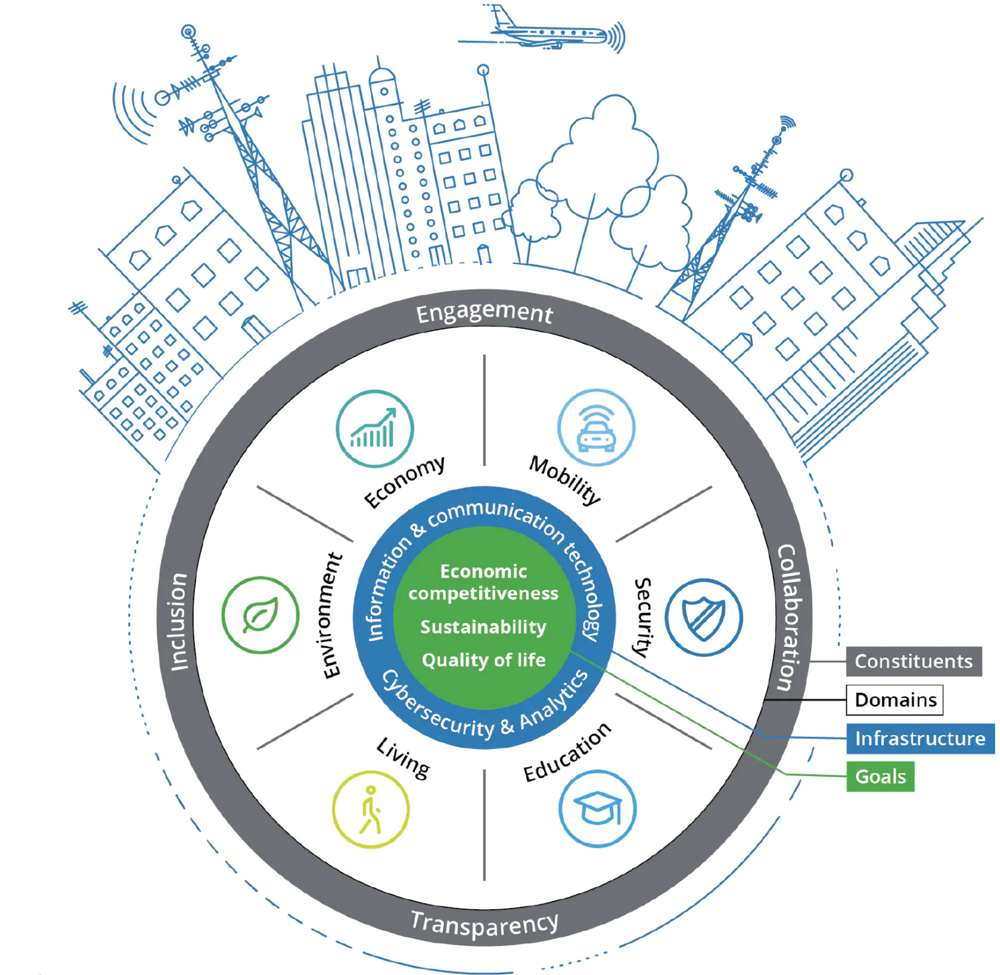 Engagement
Economy
Mobility
Information & communication technology
Economic
competitiveness
Sustainability
Quality of life
Cybersecurity & Analytics
Inclusion
Environment
Security
Collaboration
Constituents
Domains
Infrastructure
Goals
Living
Education
Transparency